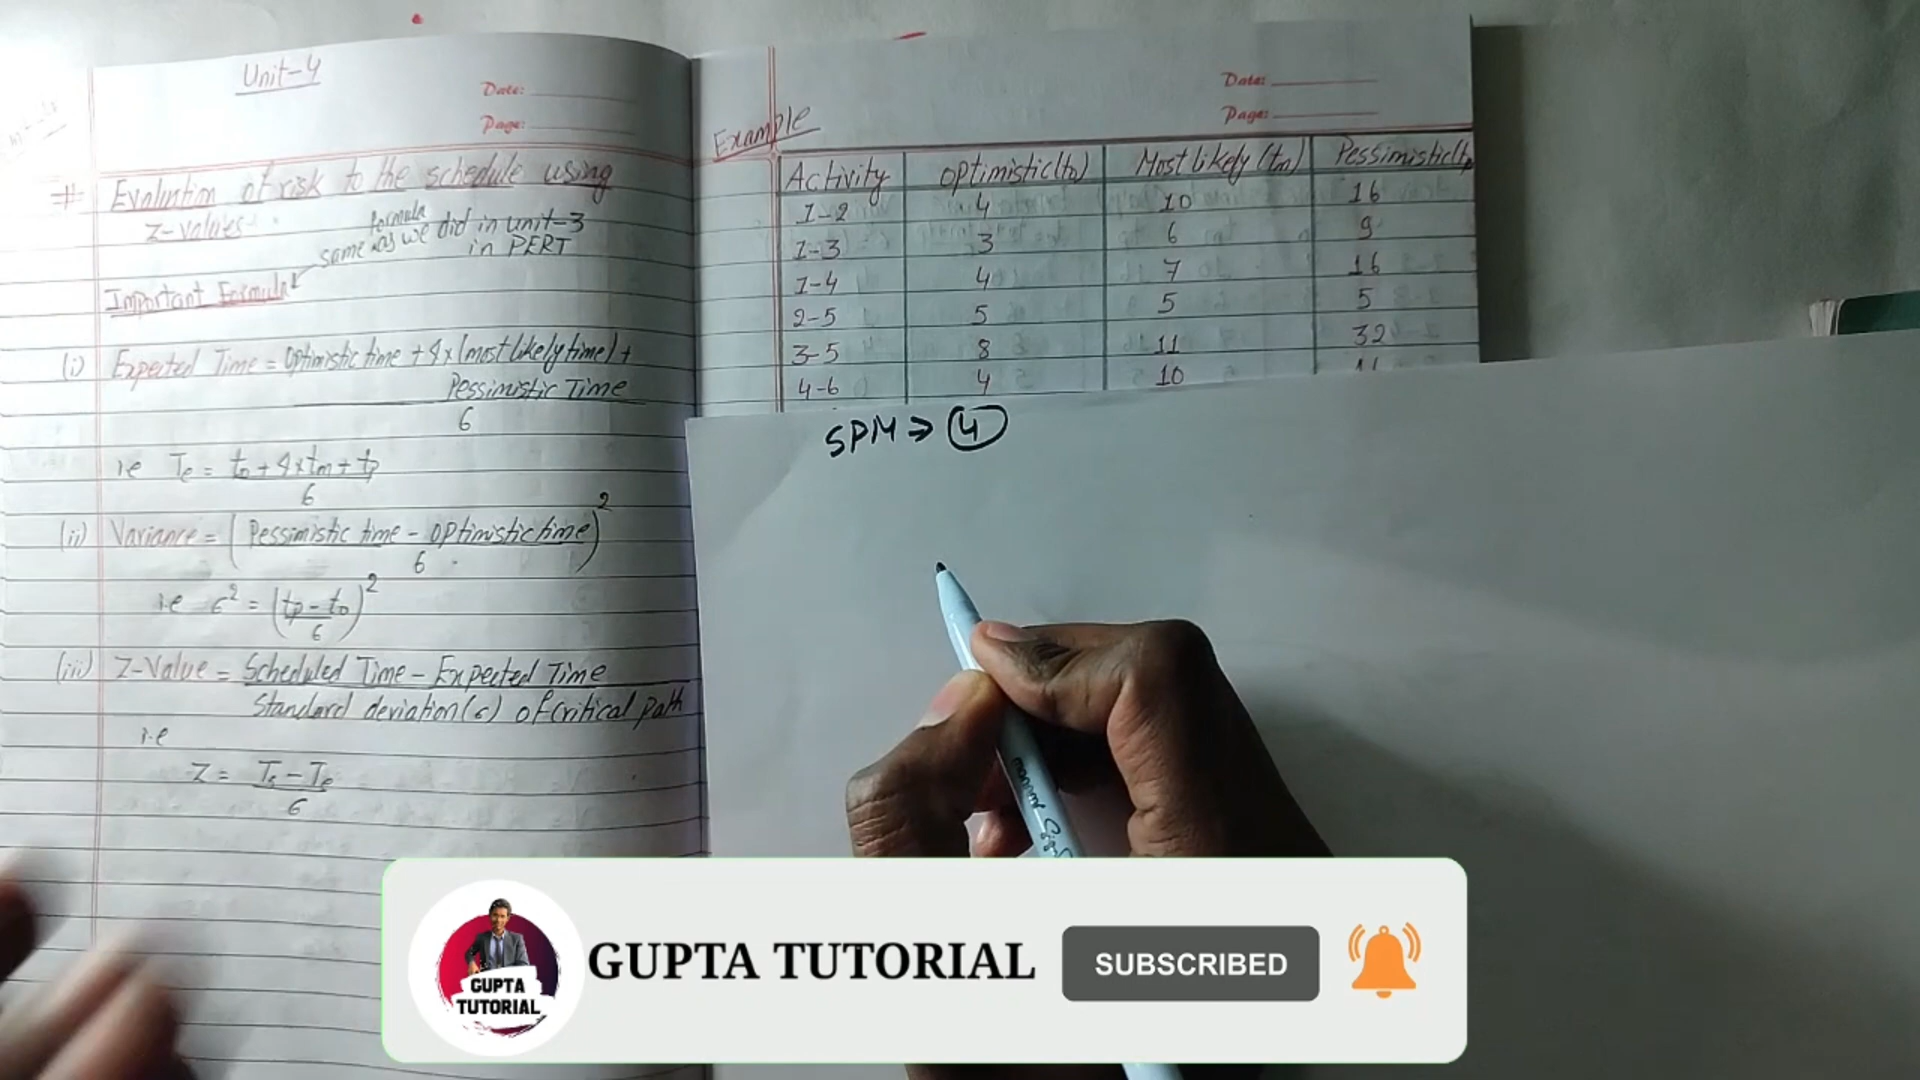 Unit-4
Date:
Page:
# Evaluation of risk to the schedule using
Z-values
formula
same as we did in unit-3
in PERT
Important Formula
(i) Expected Time = Optimistic time + 4x(most likely time) +
Pessimistic Time
6
i.e Te = to + 4xtm + tp
6
(ii) Variance = (Pessimistic time - Optimistic time)2
6
i.e σ2 = (tp - to)2
6
(iii) Z-Value = Scheduled Time - Expected Time
Standard deviation(σ) of Critical Path
i.e
Z = Ts - Te
σ
Date:
Page:
Example
Activity Optimistic(to) Most likely (tm) Pessimistic(tp
1-2 4 10 16
1-3 3 6 9
1-4 4 7 16
2-5 5 5 5
3-5 8 11 32
4-6 4 10
SPM ⇒ 4
GUPTA
TUTORIAL
GUPTA TUTORIAL
SUBSCRIBED